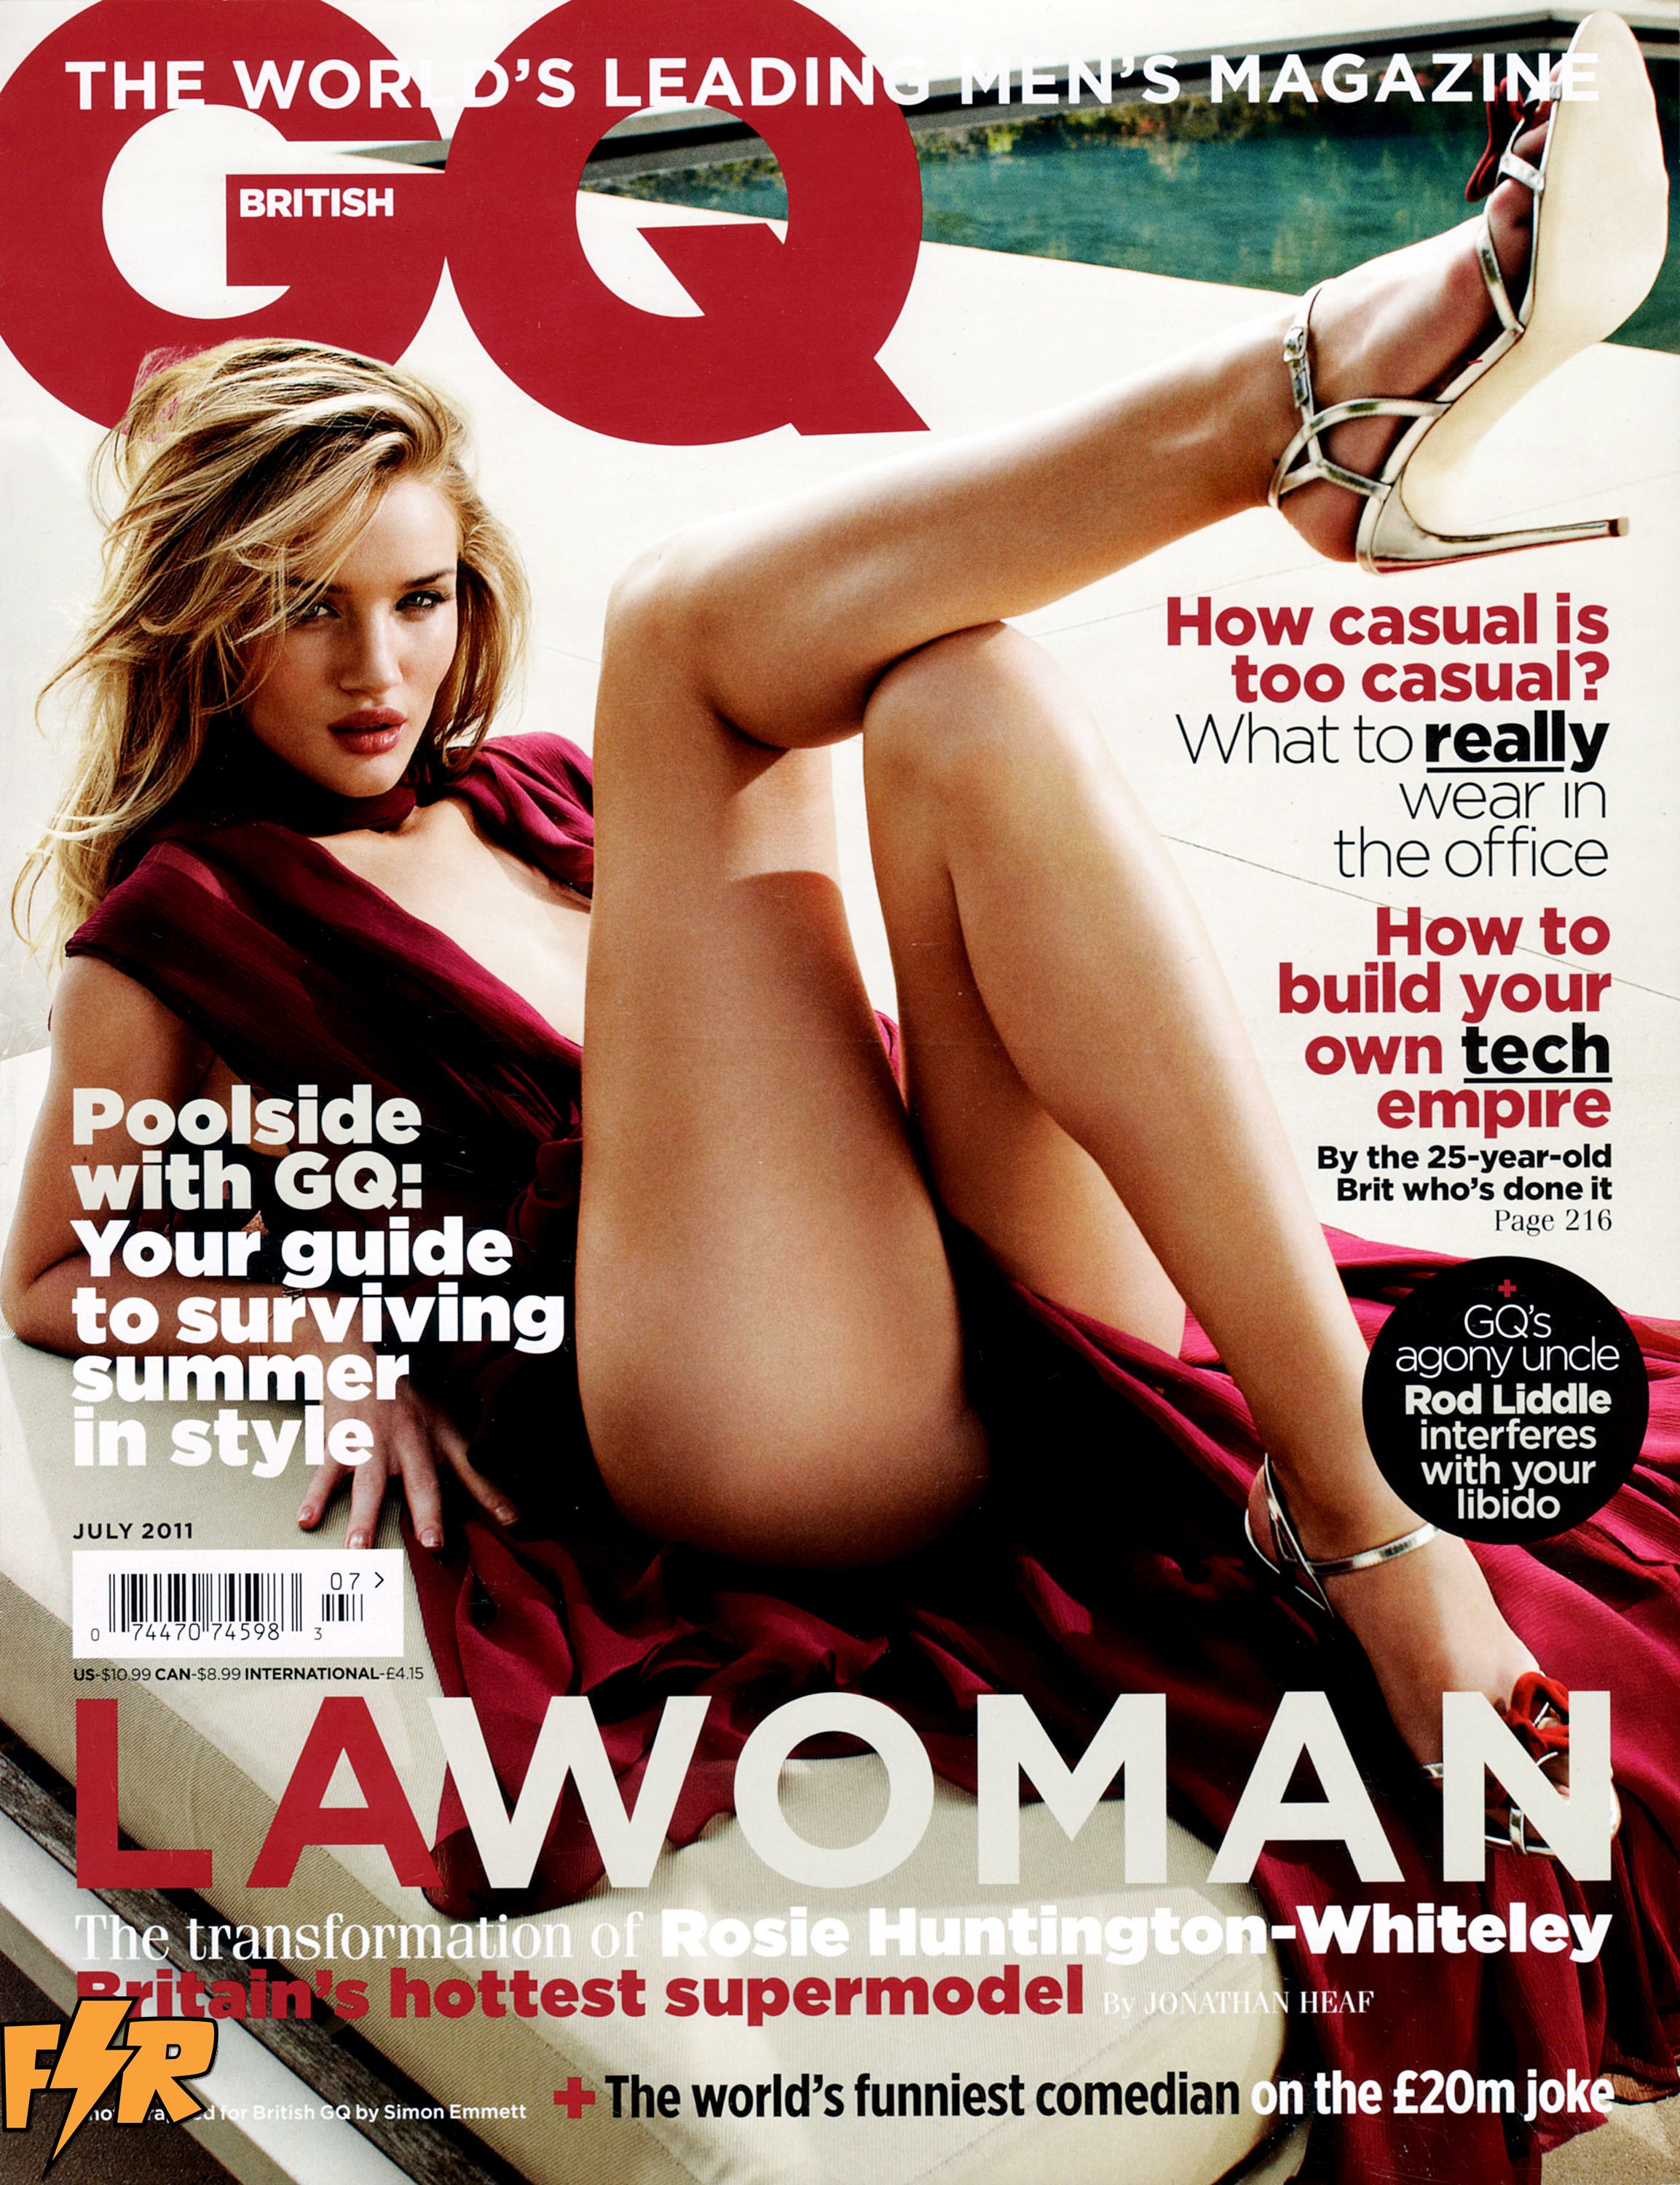 THE WORLD'S LEADING MEN'S MAGAZINE
GQ
BRITISH
How casual is
too casual?
What to really
wear in
the office
How to
build your
own tech
empire
By the 25-year-old
Brit who's done it
Page 216
+
GQ's
agony uncle
Rod Liddle
interferes
with your
libido
Poolside
with GQ:
Your guide
to surviving
summer
in style
JULY 2011
07 >
0 74470 74598 3
US-$10.99 CAN-$8.99 INTERNATIONAL-£4.15
LA WOMAN
The transformation of Rosie Huntington-Whiteley
Britain's hottest supermodel By JONATHAN HEAF
FR
for British GQ by Simon Emmett
+ The world's funniest comedian on the £20m joke